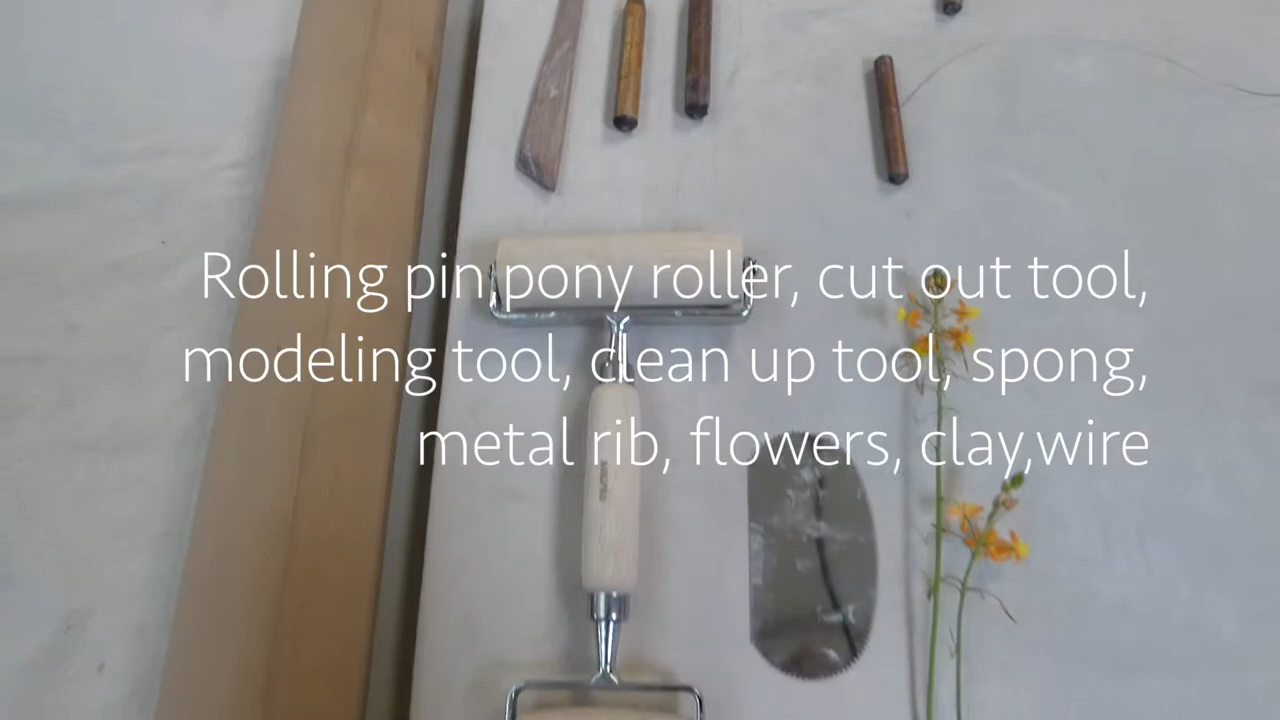 Rolling pin,pony roller, cut out tool,
modeling tool, clean up tool, spong,
metal rib, flowers, clay,wire